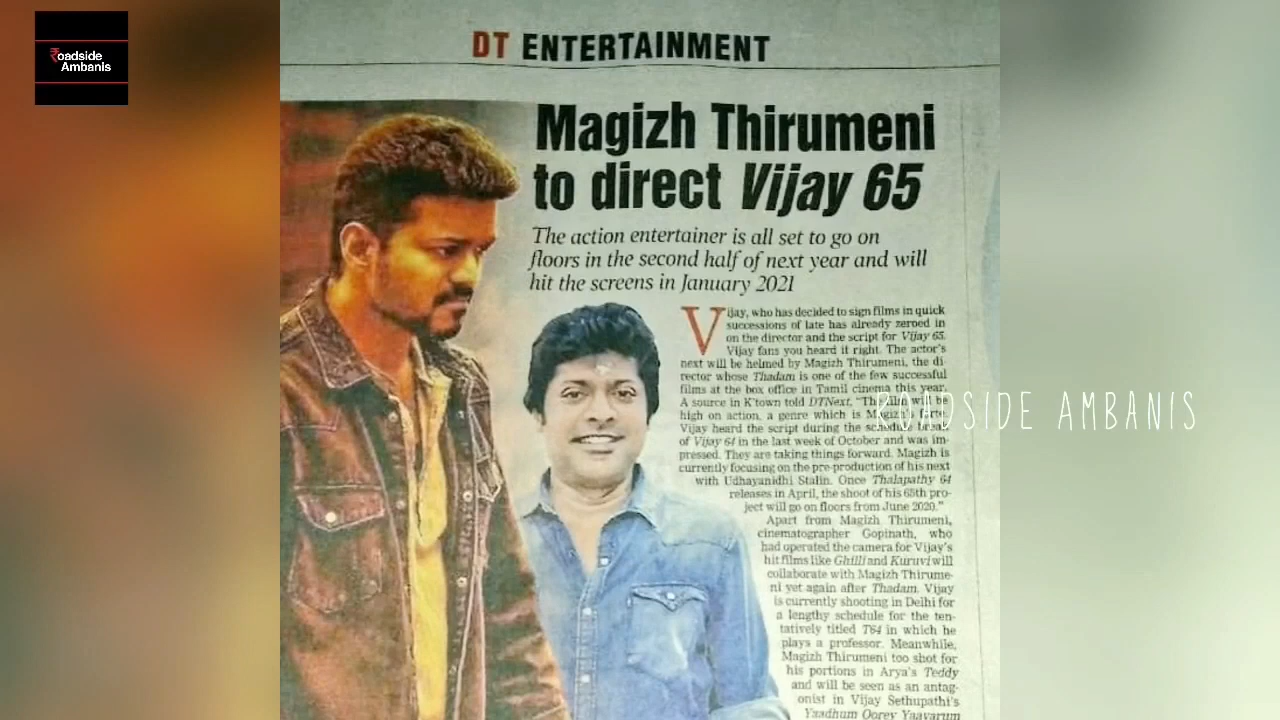 ₹oadside
Ambanis
DT ENTERTAINMENT
Magizh Thirumeni
to direct Vijay 65
The action entertainer is all set to go on
floors in the second half of next year and will
hit the screens in January 2021
Vijay, who has decided to sign films in quick
successions of late has already zeroed in
on the director and the script for Vijay 65.
Vijay fans you heard it right. The actor's
next will be helmed by Magizh Thirumeni, the di-
rector whose Thadam is one of the few successful
films at the box office in Tamil cinema this year.
A source in K'town told DTNext, "The film will be
high on action, a genre which is Magizh's forte.
Vijay heard the script during the schedule break
of Vijay 64 in the last week of October and was im-
pressed. They are taking things forward. Magizh is
currently focusing on the pre-production of his next
with Udhayanidhi Stalin. Once Thalapathy 64
releases in April, the shoot of his 65th pro-
ject will go on floors from June 2020."
Apart from Magizh Thirumeni,
cinematographer Gopinath, who
had operated the camera for Vijay's
hit films like Ghilli and Kuruvi will
collaborate with Magizh Thirume-
ni yet again after Thadam. Vijay
is currently shooting in Delhi for
a lengthy schedule for the ten-
tatively titled T64 in which he
plays a professor. Meanwhile,
Magizh Thirumeni too shot for
his portions in Arya's Teddy
and will be seen as an antag-
onist in Vijay Sethupathi's
Yaadhum Oorey Yaavarum
ROADSIDE AMBANIS